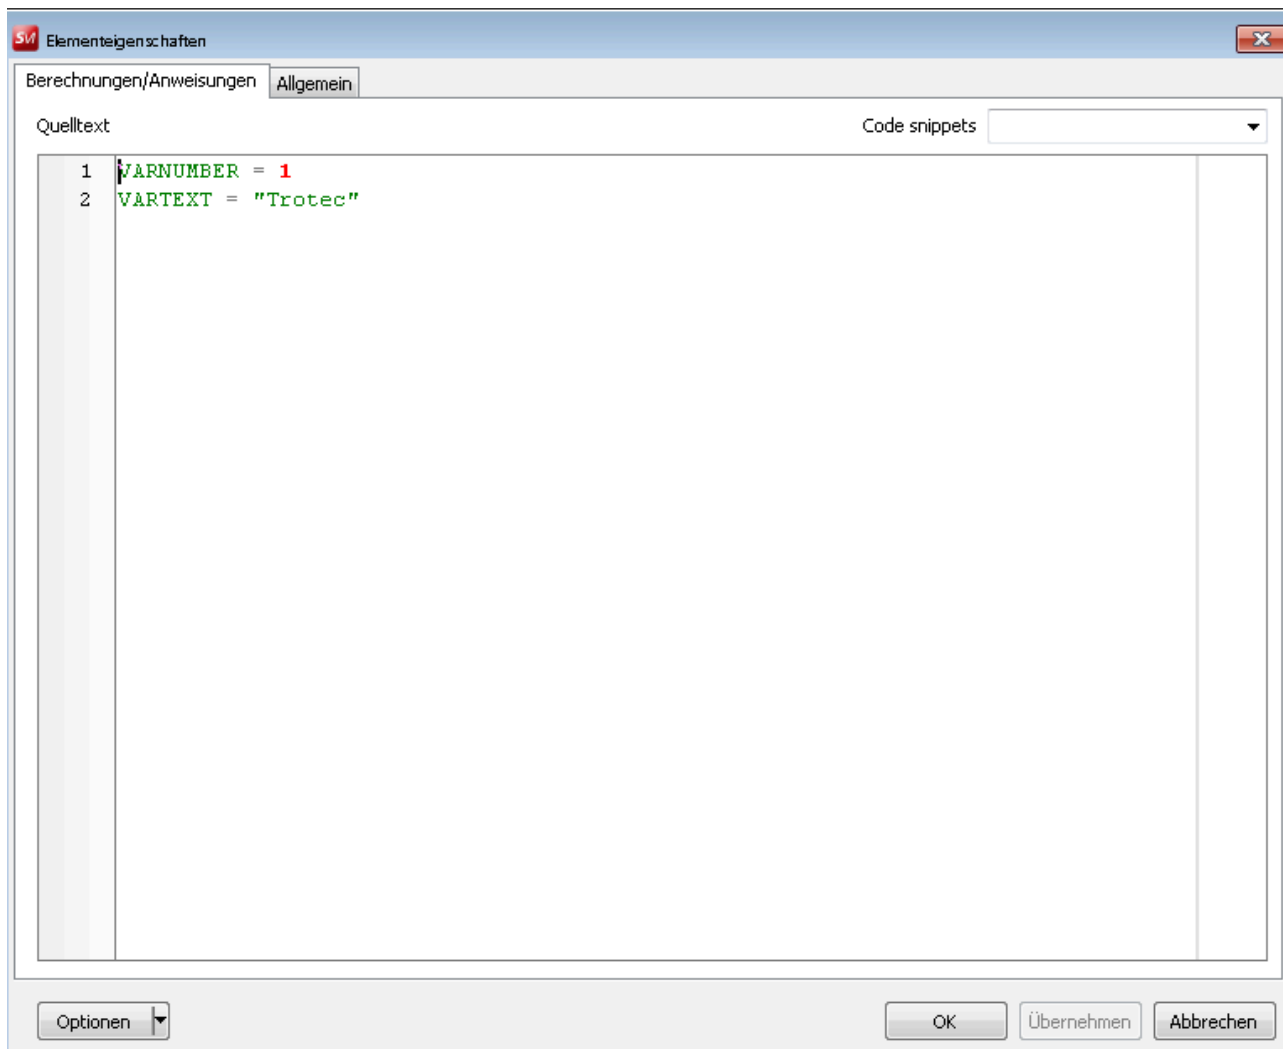 SM Elementeigenschaften
Berechnungen/Anweisungen Allgemein
Quelltext Code snippets
1 VARNUMBER = 1
2 VARTEXT = "Trotec"
Optionen OK Übernehmen Abbrechen